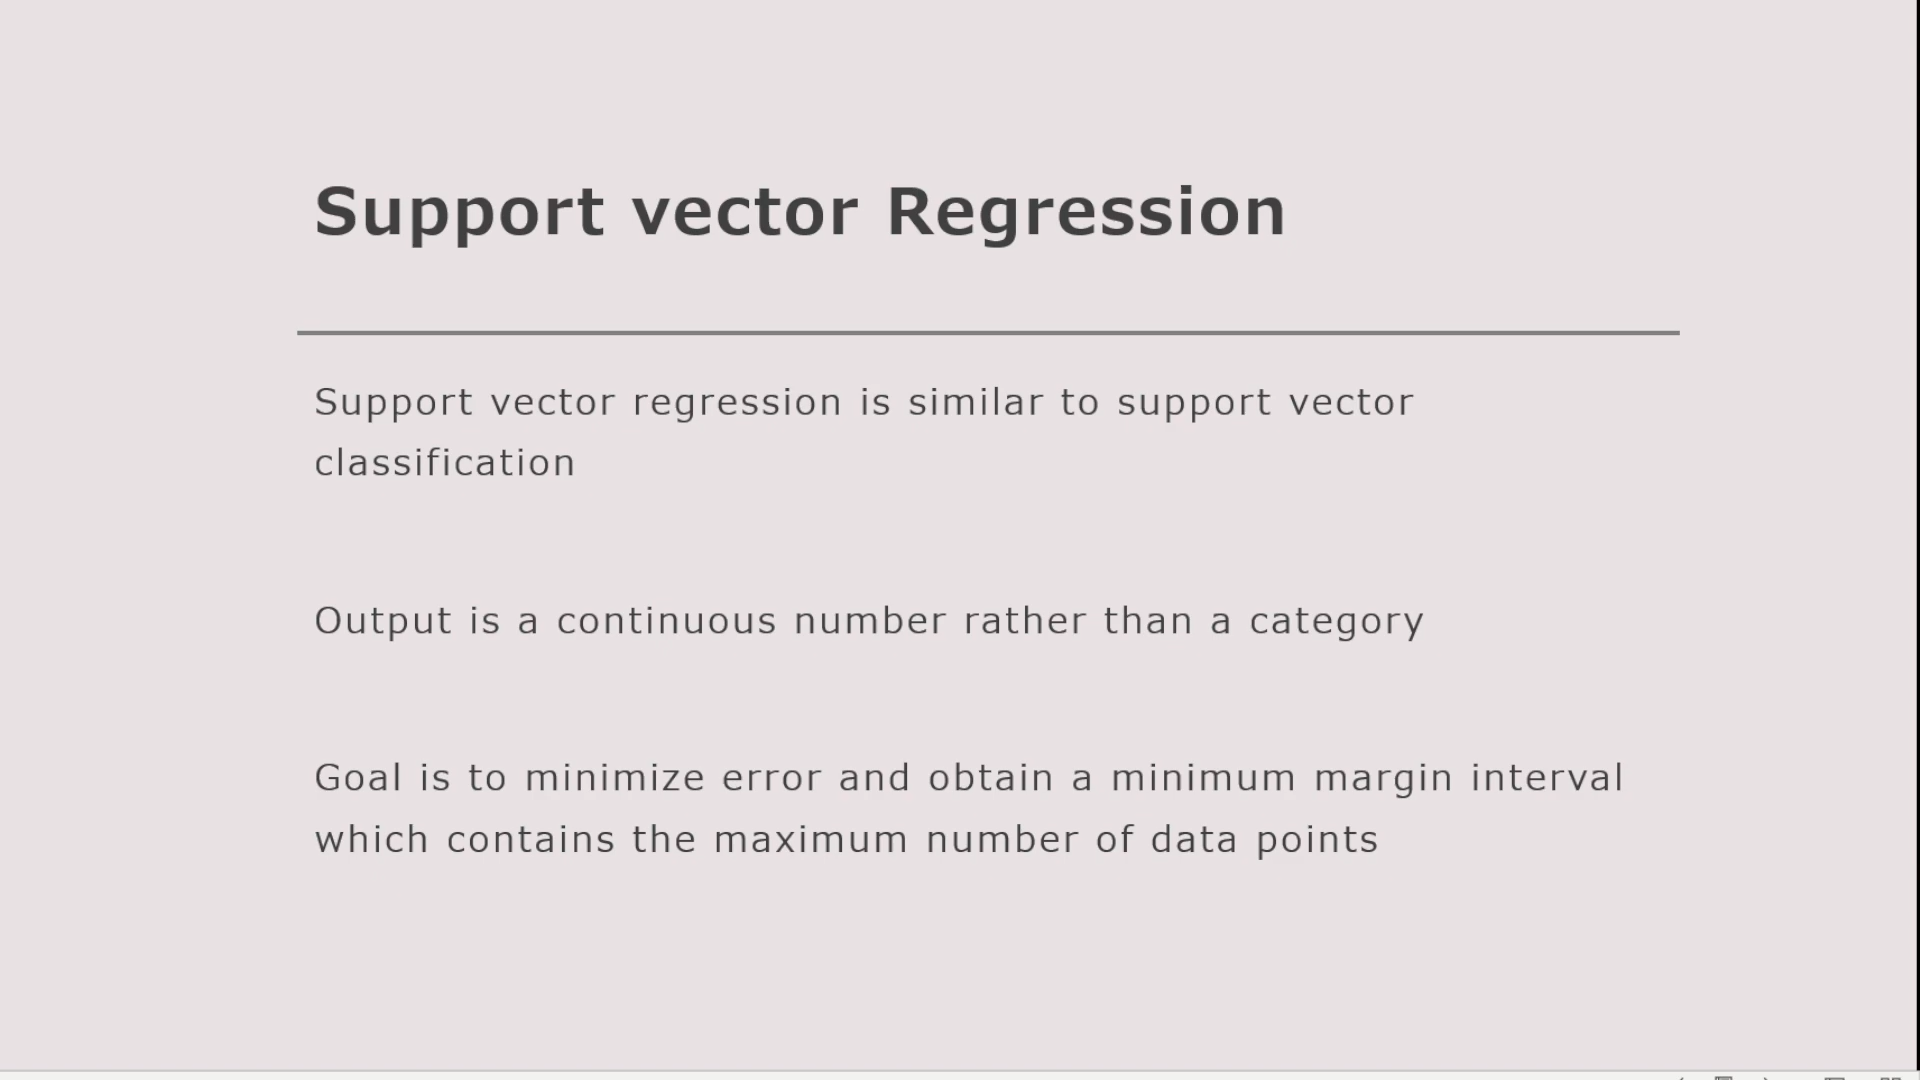 Support vector Regression
Support vector regression is similar to support vector
classification
Output is a continuous number rather than a category
Goal is to minimize error and obtain a minimum margin interval
which contains the maximum number of data points